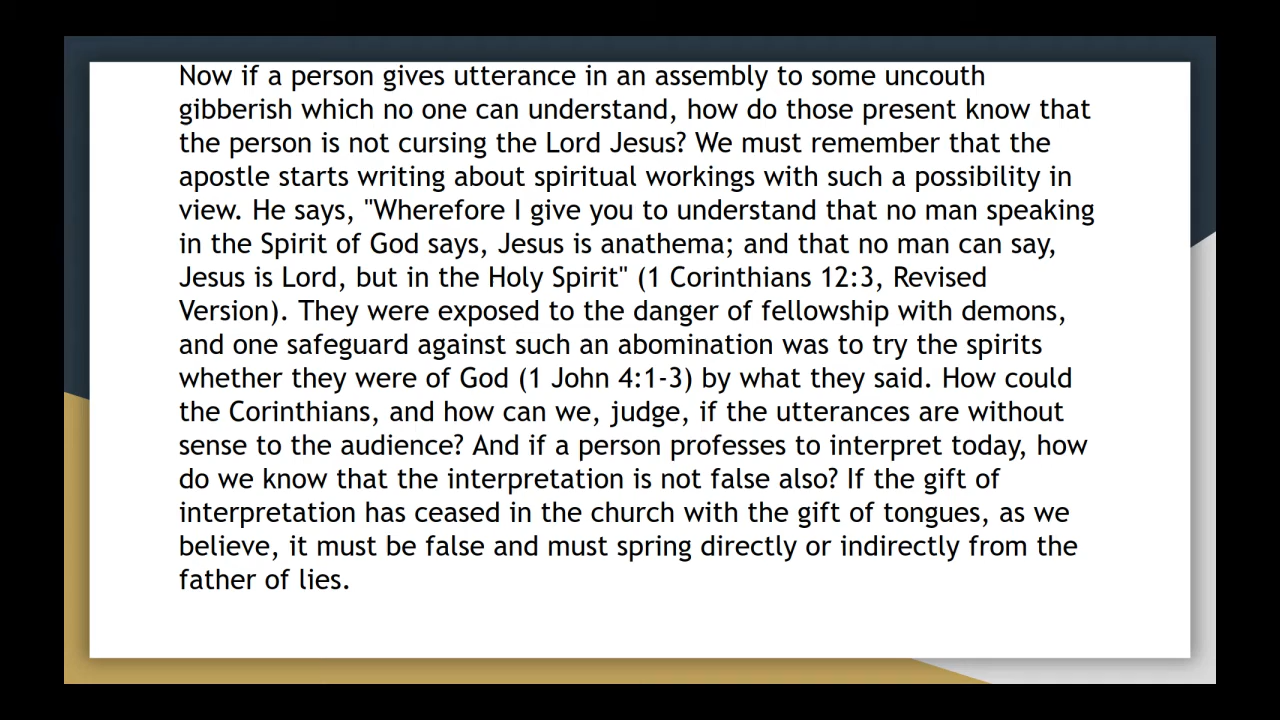 Now if a person gives utterance in an assembly to some uncouth
gibberish which no one can understand, how do those present know that
the person is not cursing the Lord Jesus? We must remember that the
apostle starts writing about spiritual workings with such a possibility in
view. He says, "Wherefore I give you to understand that no man speaking
in the Spirit of God says, Jesus is anathema; and that no man can say,
Jesus is Lord, but in the Holy Spirit" (1 Corinthians 12:3, Revised
Version). They were exposed to the danger of fellowship with demons,
and one safeguard against such an abomination was to try the spirits
whether they were of God (1 John 4:1-3) by what they said. How could
the Corinthians, and how can we, judge, if the utterances are without
sense to the audience? And if a person professes to interpret today, how
do we know that the interpretation is not false also? If the gift of
interpretation has ceased in the church with the gift of tongues, as we
believe, it must be false and must spring directly or indirectly from the
father of lies.